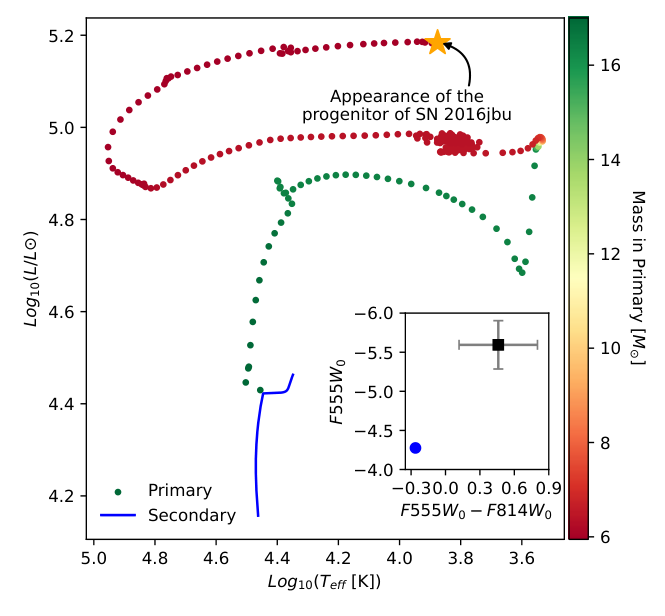 5.2
5.0
4.8
4.6
4.4
4.2
Log10(L/L⊙)
Appearance of the
progenitor of SN 2016jbu
Primary
Secondary
5.0 4.8 4.6 4.4 4.2 4.0 3.8 3.6
Log10(Teff [K])
−6.0
−5.5
−5.0
−4.5
−4.0
F555W0
−0.30 0.0 0.3 0.6 0.9
F555W0 − F814W0
16
14
12
10
8
6
Mass in Primary [M⊙]